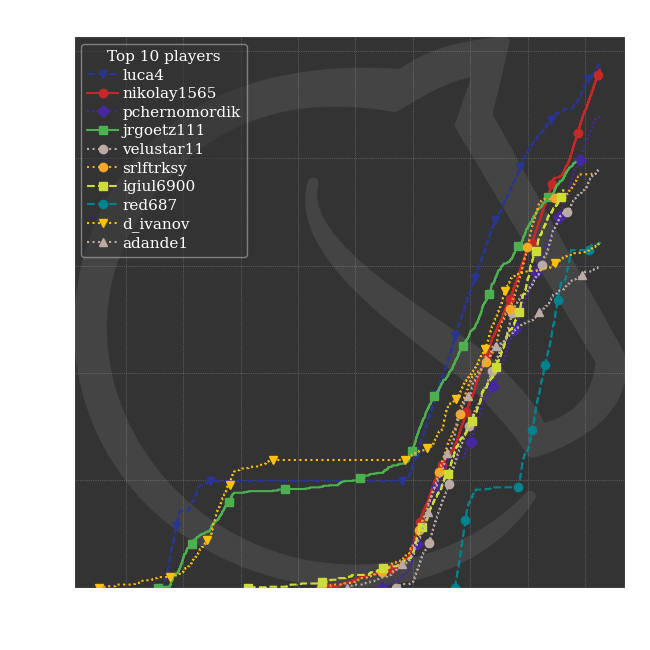 Top 10 players
luca4
nikolay1565
pchernomordik
jrgoetz111
velustar11
srlftrksy
igiul6900
red687
d_ivanov
adande1